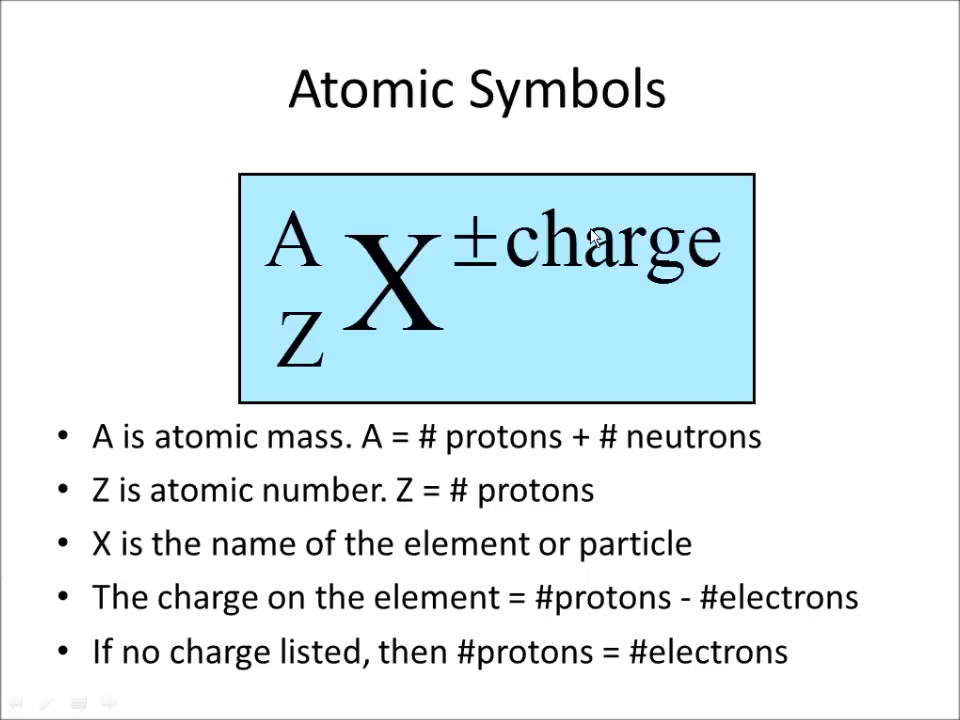 Atomic Symbols
A
Z
X
±charge
• A is atomic mass. A = # protons + # neutrons
• Z is atomic number. Z = # protons
• X is the name of the element or particle
• The charge on the element = #protons - #electrons
• If no charge listed, then #protons = #electrons